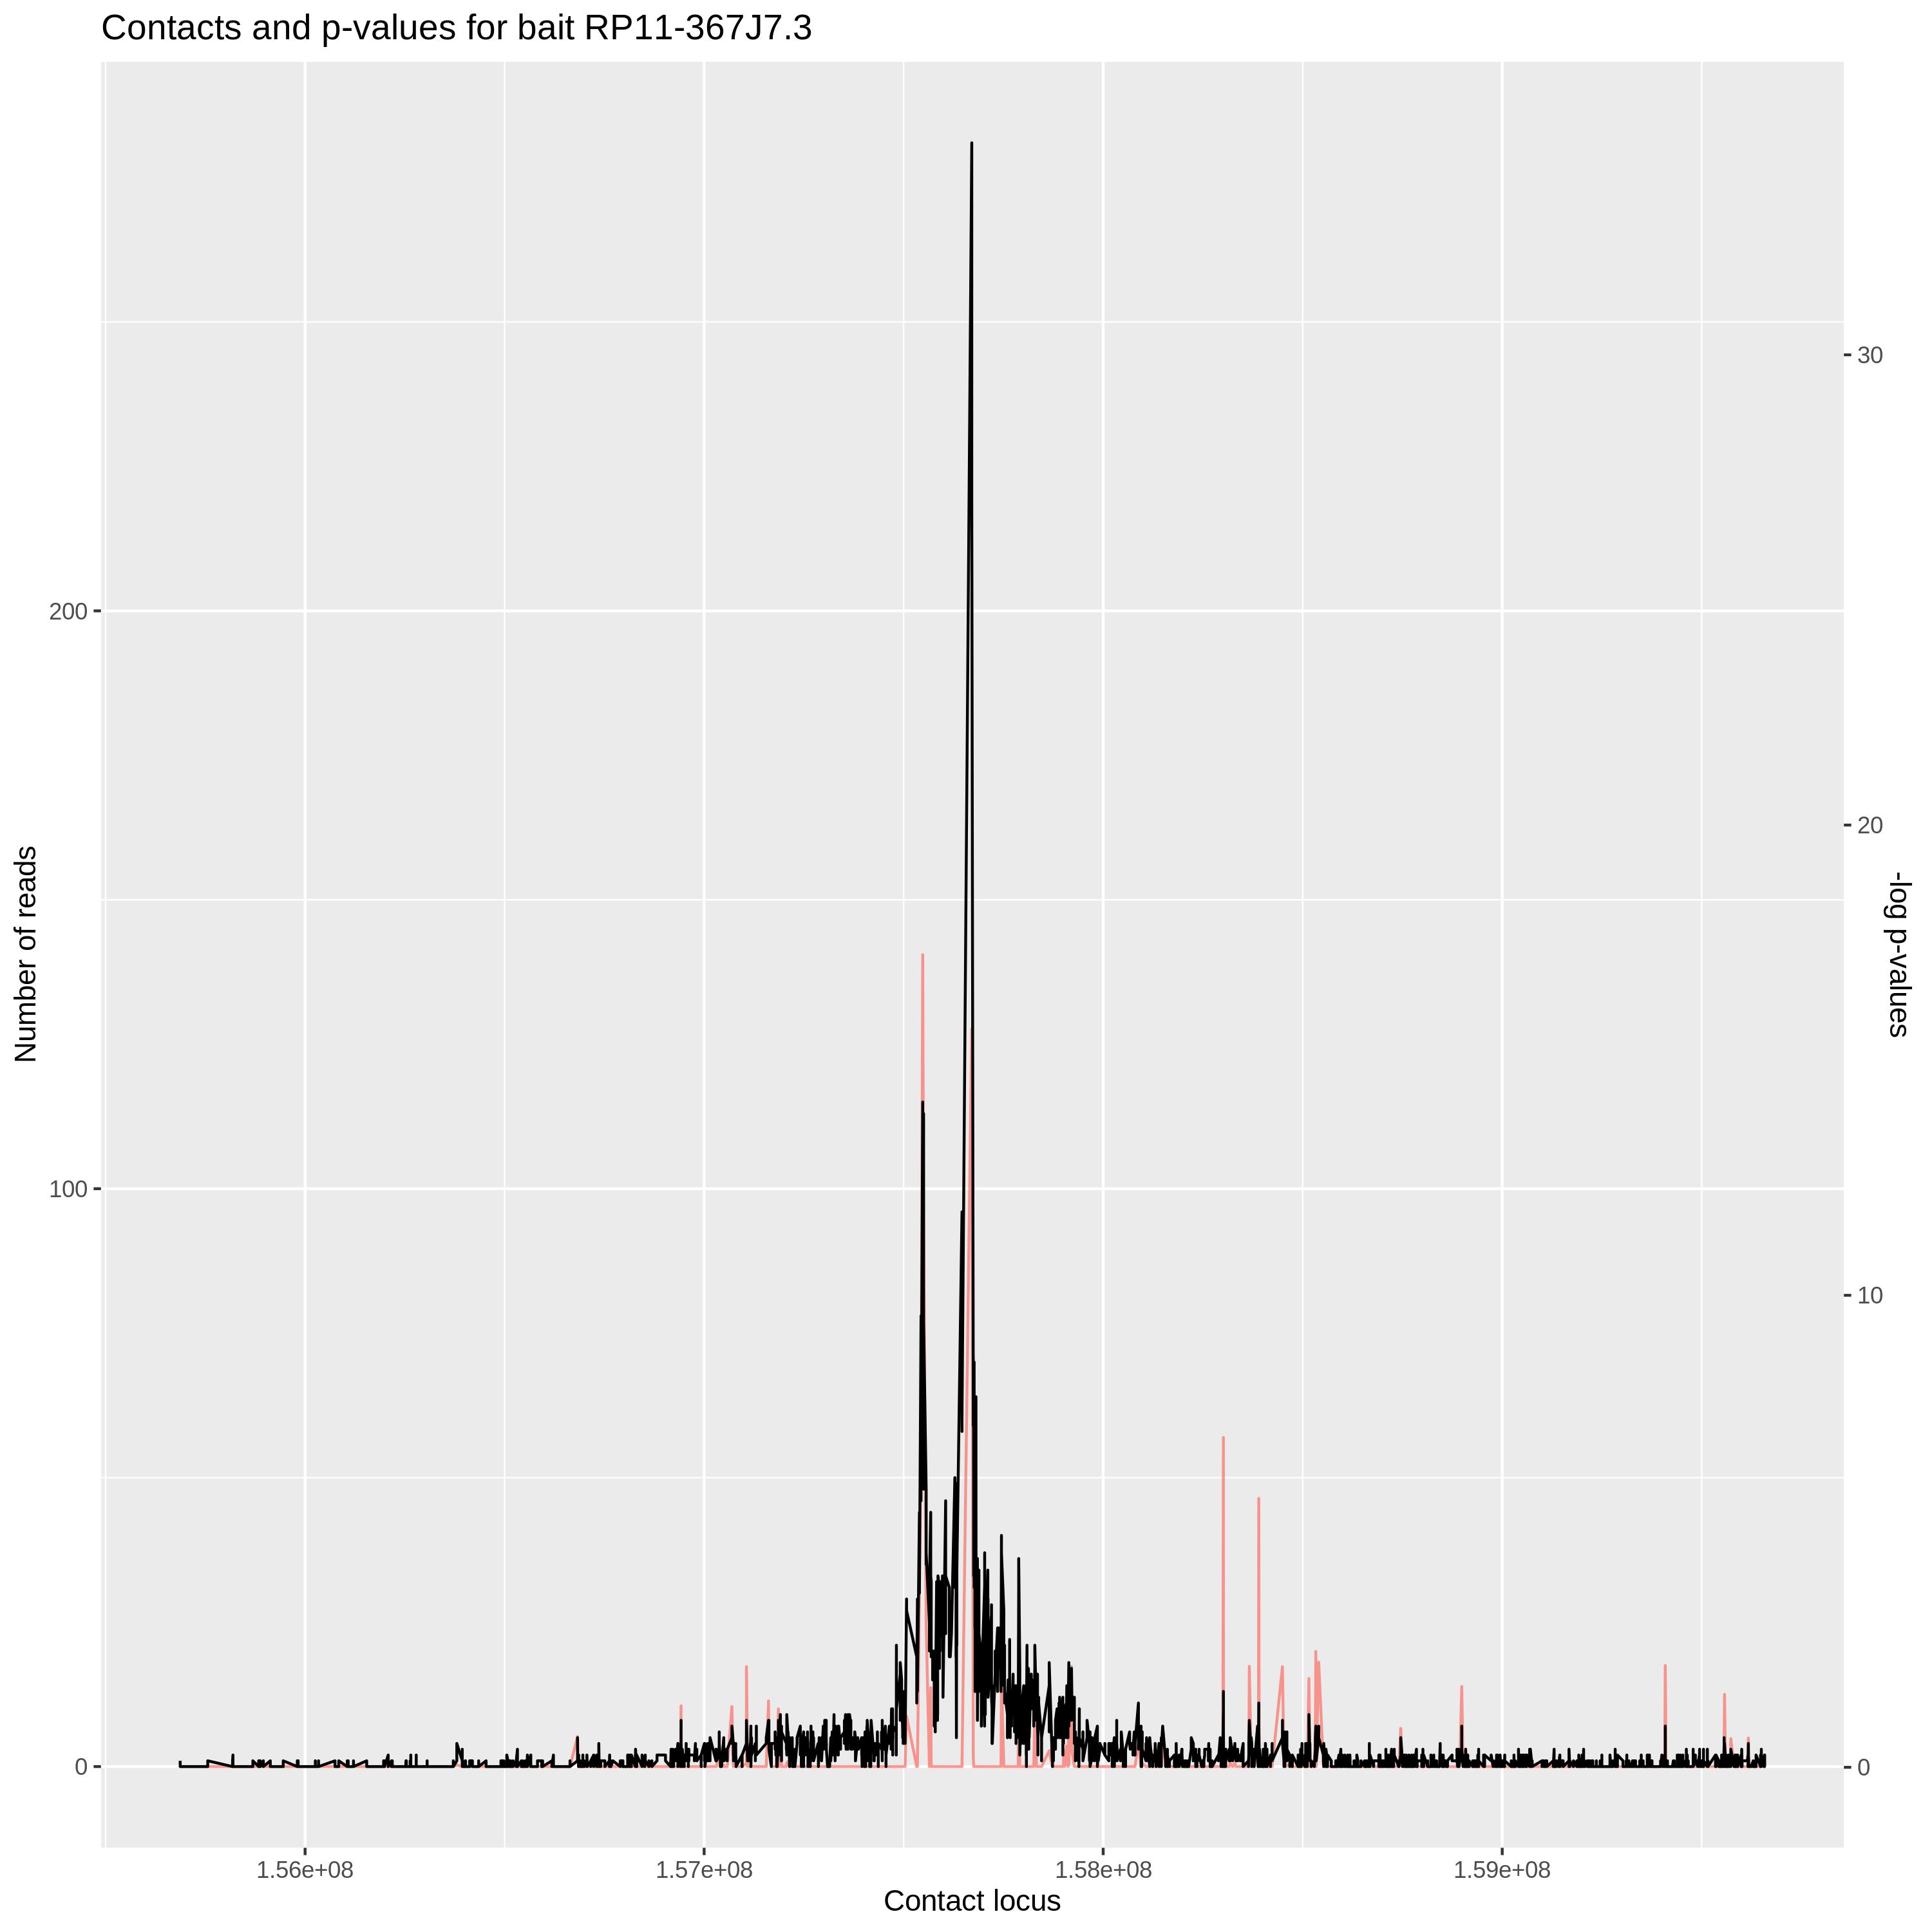 Contacts and p-values for bait RP11-367J7.3
Number of reads
200
100
0
30
20
10
0
-log p-values
1.56e+08
1.57e+08
1.58e+08
1.59e+08
Contact locus